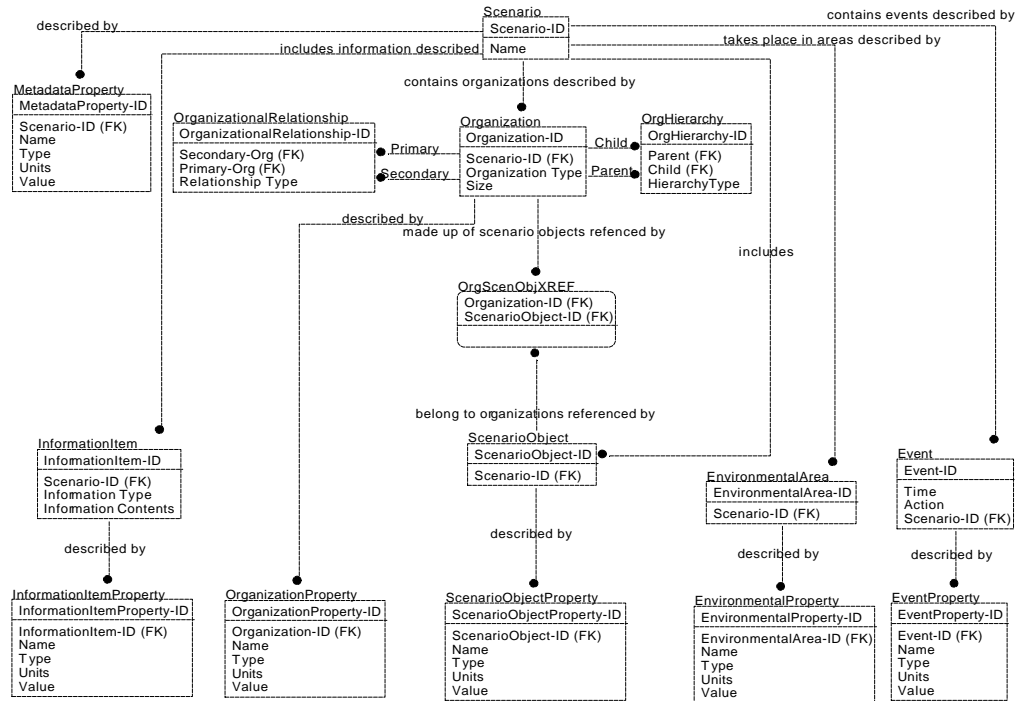 Scenario
Scenario-ID
Name
described by
includes information described
contains events described by
takes place in areas described by
contains organizations described by
MetadataProperty
MetadataProperty-ID
Scenario-ID (FK)
Name
Type
Units
Value
OrganizationalRelationship
OrganizationalRelationship-ID
Secondary-Org (FK)
Primary-Org (FK)
Relationship Type
Primary
Secondary
Organization
Organization-ID
Scenario-ID (FK)
Organization Type
Size
Child
Parent
OrgHierarchy
OrgHierarchy-ID
Parent (FK)
Child (FK)
HierarchyType
described by
made up of scenario objects refenced by
includes
OrgScenObjXREF
Organization-ID (FK)
ScenarioObject-ID (FK)
belong to organizations referenced by
InformationItem
InformationItem-ID
Scenario-ID (FK)
Information Type
Infomation Contents
ScenarioObject
ScenarioObject-ID
Scenario-ID (FK)
EnvironmentalArea
EnvironmentalArea-ID
Scenario-ID (FK)
Event
Event-ID
Time
Action
Scenario-ID (FK)
described by
described by
described by
described by
InformationItemProperty
InformationItemProperty-ID
InformationItem-ID (FK)
Name
Type
Units
Value
OrganizationProperty
OrganizationProperty-ID
Organization-ID (FK)
Name
Type
Units
Value
ScenarioObjectProperty
ScenarioObjectProperty-ID
ScenarioObject-ID (FK)
Name
Type
Units
Value
EnvironmentalProperty
EnvironmentalProperty-ID
EnvironmentalArea-ID (FK)
Name
Type
Units
Value
EventProperty
EventProperty-ID
Event-ID (FK)
Name
Type
Units
Value